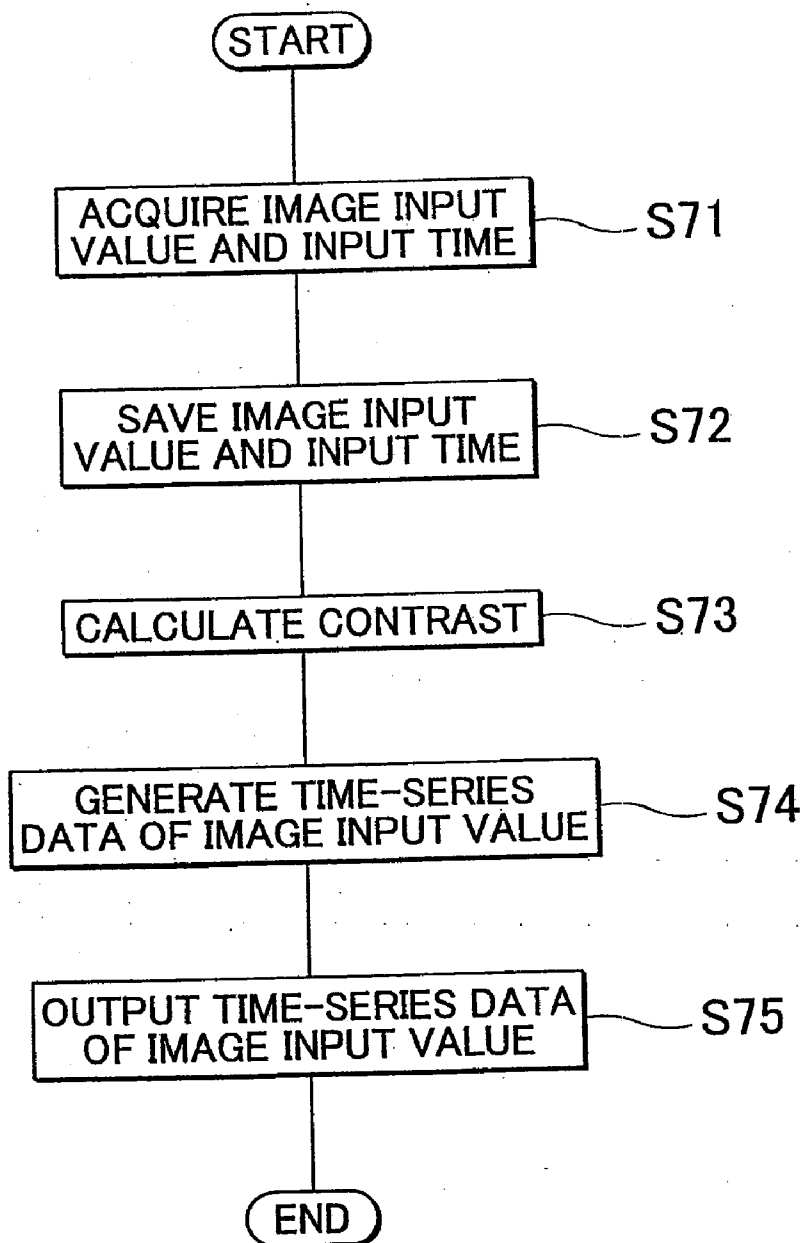 START
ACQUIRE IMAGE INPUT
VALUE AND INPUT TIME
S71
SAVE IMAGE INPUT
VALUE AND INPUT TIME
S72
CALCULATE CONTRAST
S73
GENERATE TIME-SERIES
DATA OF IMAGE INPUT VALUE
S74
OUTPUT TIME-SERIES DATA
OF IMAGE INPUT VALUE
S75
END